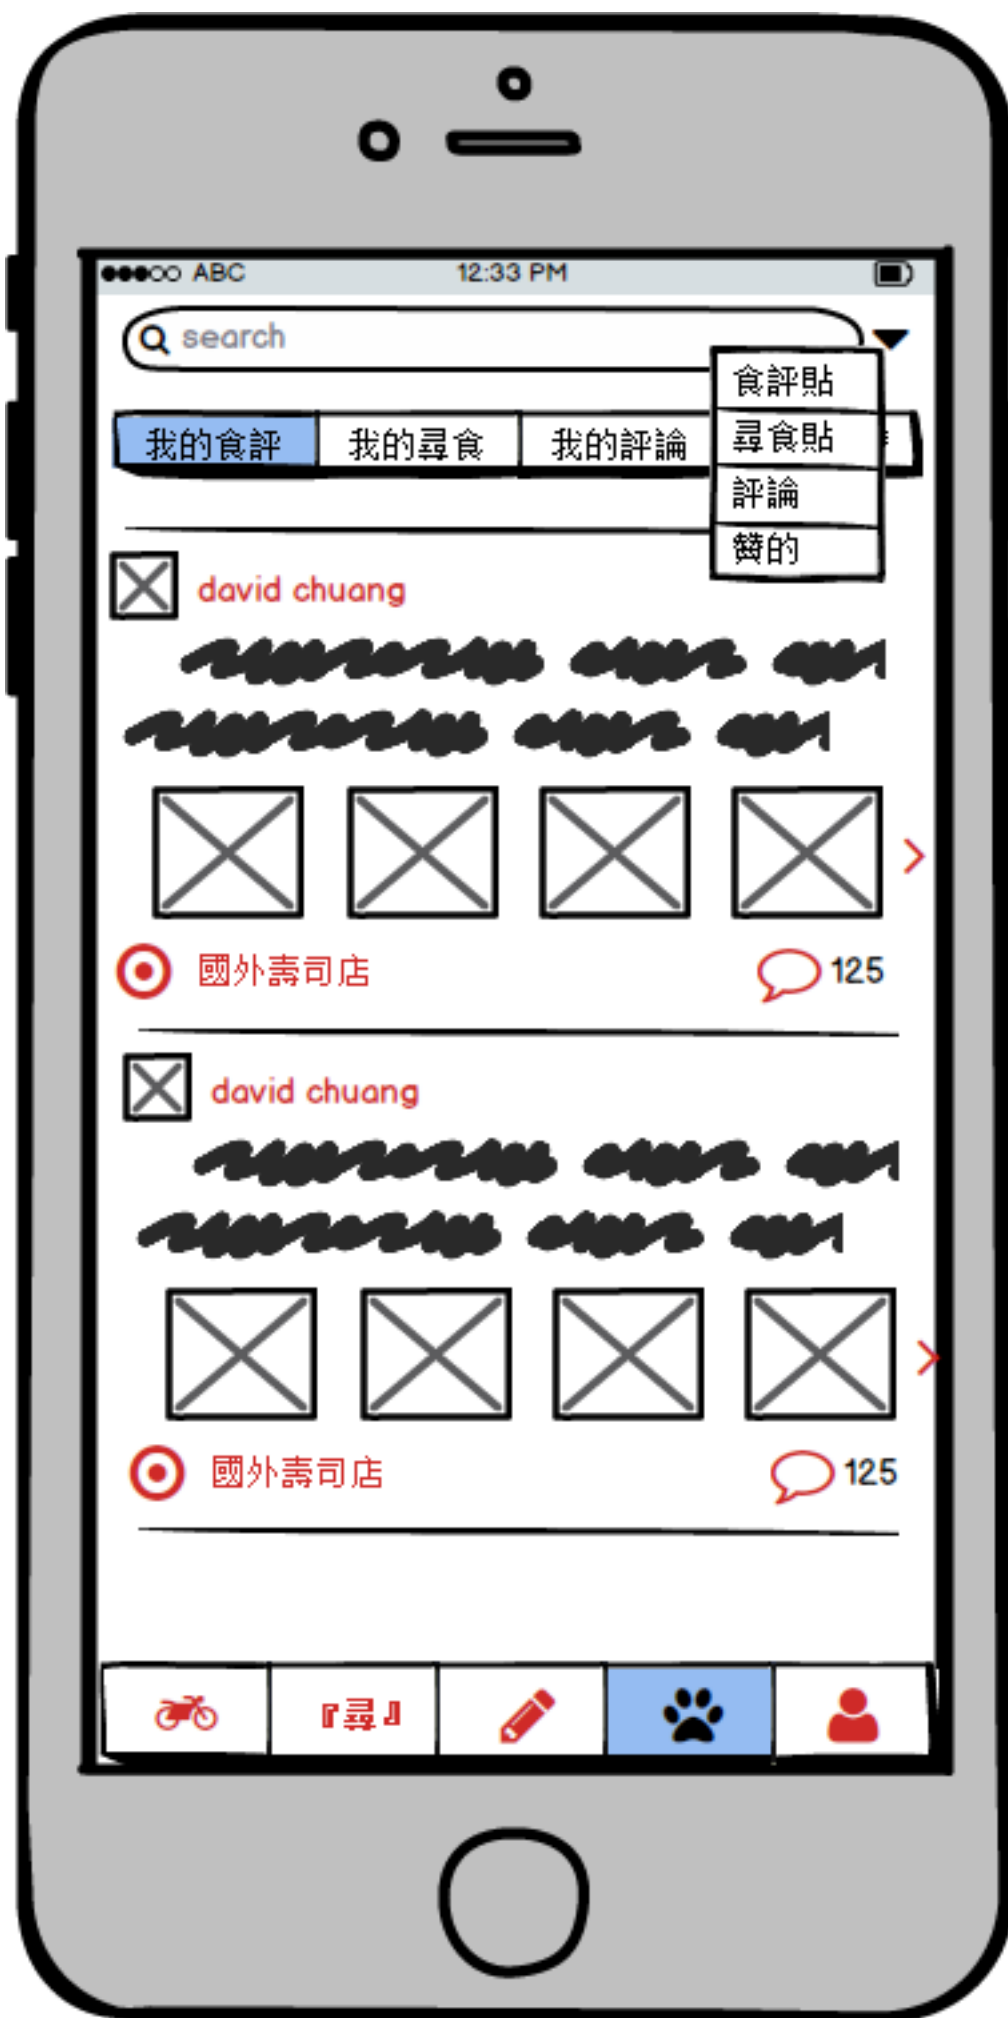 ABC 12:33 PM
search
食評貼
我的食評 我的尋食 我的評論 尋食貼
評論
贊的
david chuang
國外壽司店 125
david chuang
國外壽司店 125
『尋』